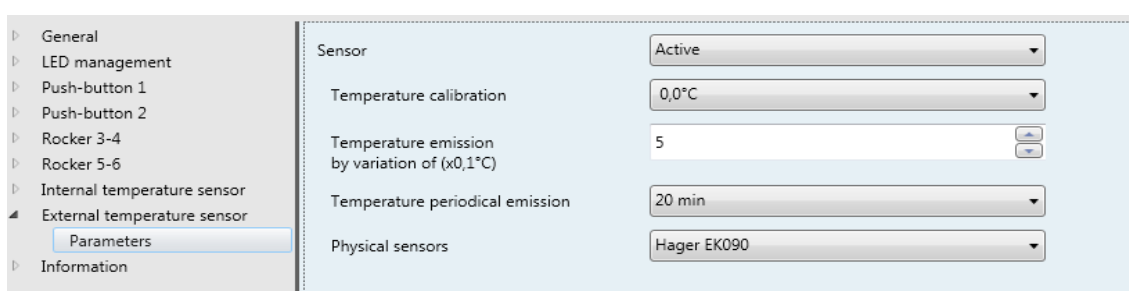 General
LED management
Push-button 1
Push-button 2
Rocker 3-4
Rocker 5-6
Internal temperature sensor
External temperature sensor
Parameters
Information
Sensor
Active
Temperature calibration
0,0°C
Temperature emission
by variation of (x0,1°C)
5
Temperature periodical emission
20 min
Physical sensors
Hager EK090